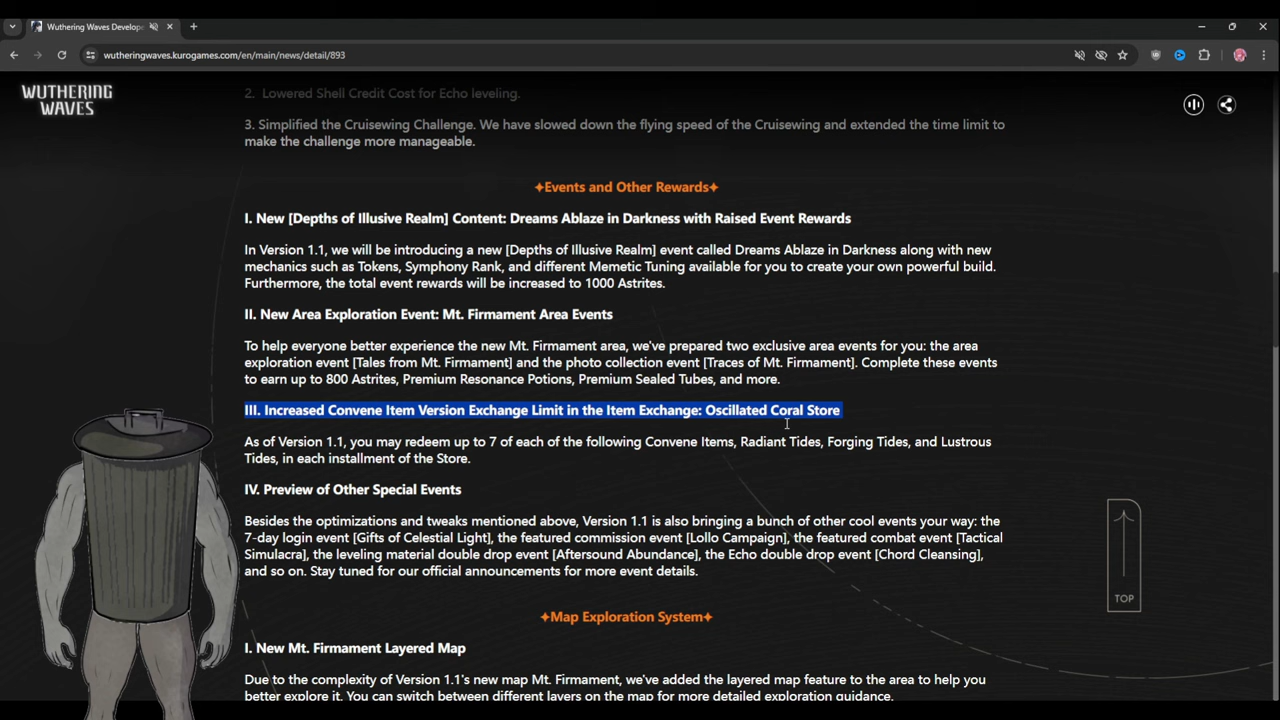 Wuthering Waves Develop
wutheringwaves.kurogames.com/en/main/news/detail/893
WUTHERING
WAVES
2. Lowered Shell Credit Cost for Echo leveling.
3. Simplified the Cruisewing Challenge. We have slowed down the flying speed of the Cruisewing and extended the time limit to
make the challenge more manageable.
✦Events and Other Rewards✦
I. New [Depths of Illusive Realm] Content: Dreams Ablaze in Darkness with Raised Event Rewards
In Version 1.1, we will be introducing a new [Depths of Illusive Realm] event called Dreams Ablaze in Darkness along with new
mechanics such as Tokens, Symphony Rank, and different Memetic Tuning available for you to create your own powerful build.
Furthermore, the total event rewards will be increased to 1000 Astrites.
II. New Area Exploration Event: Mt. Firmament Area Events
To help everyone better experience the new Mt. Firmament area, we've prepared two exclusive area events for you: the area
exploration event [Tales from Mt. Firmament] and the photo collection event [Traces of Mt. Firmament]. Complete these events
to earn up to 800 Astrites, Premium Resonance Potions, Premium Sealed Tubes, and more.
III. Increased Convene Item Version Exchange Limit in the Item Exchange: Oscillated Coral Store
As of Version 1.1, you may redeem up to 7 of each of the following Convene Items, Radiant Tides, Forging Tides, and Lustrous
Tides, in each installment of the Store.
IV. Preview of Other Special Events
Besides the optimizations and tweaks mentioned above, Version 1.1 is also bringing a bunch of other cool events your way: the
7-day login event [Gifts of Celestial Light], the featured commission event [Lollo Campaign], the featured combat event [Tactical
Simulacra], the leveling material double drop event [Aftersound Abundance], the Echo double drop event [Chord Cleansing],
and so on. Stay tuned for our official announcements for more event details.
TOP
✦Map Exploration System✦
I. New Mt. Firmament Layered Map
Due to the complexity of Version 1.1's new map Mt. Firmament, we've added the layered map feature to the area to help you
better explore it. You can switch between different layers on the map for more detailed exploration guidance.